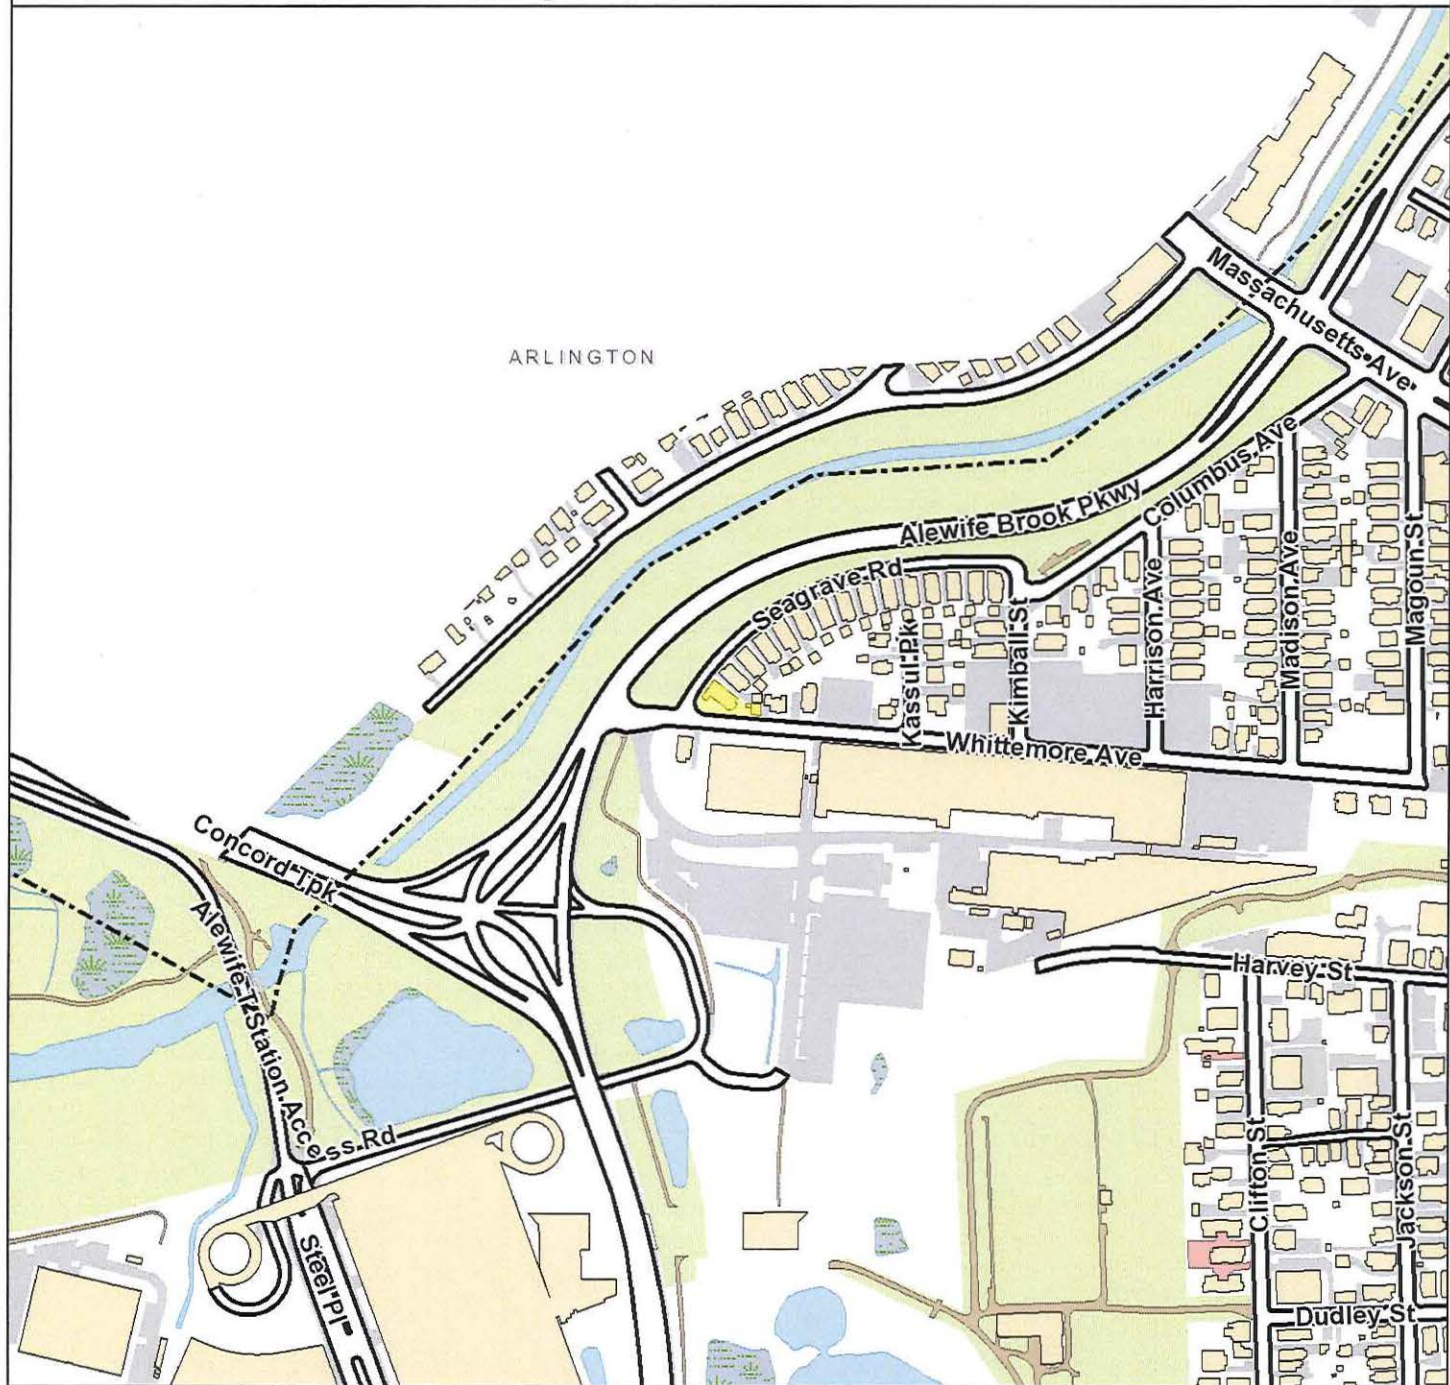 Massachusetts Ave
ARLINGTON
Columbus Ave
Alewife Brook Pkwy
Seagrave Rd
Kassul Pk
Kimball St
Harrison Ave
Madison Ave
Magoun St
Whittemore Ave
Concord Tpk
Alewife T Station Access Rd
Harvey St
Clifton St
Jackson St
Steel Pl
Dudley St